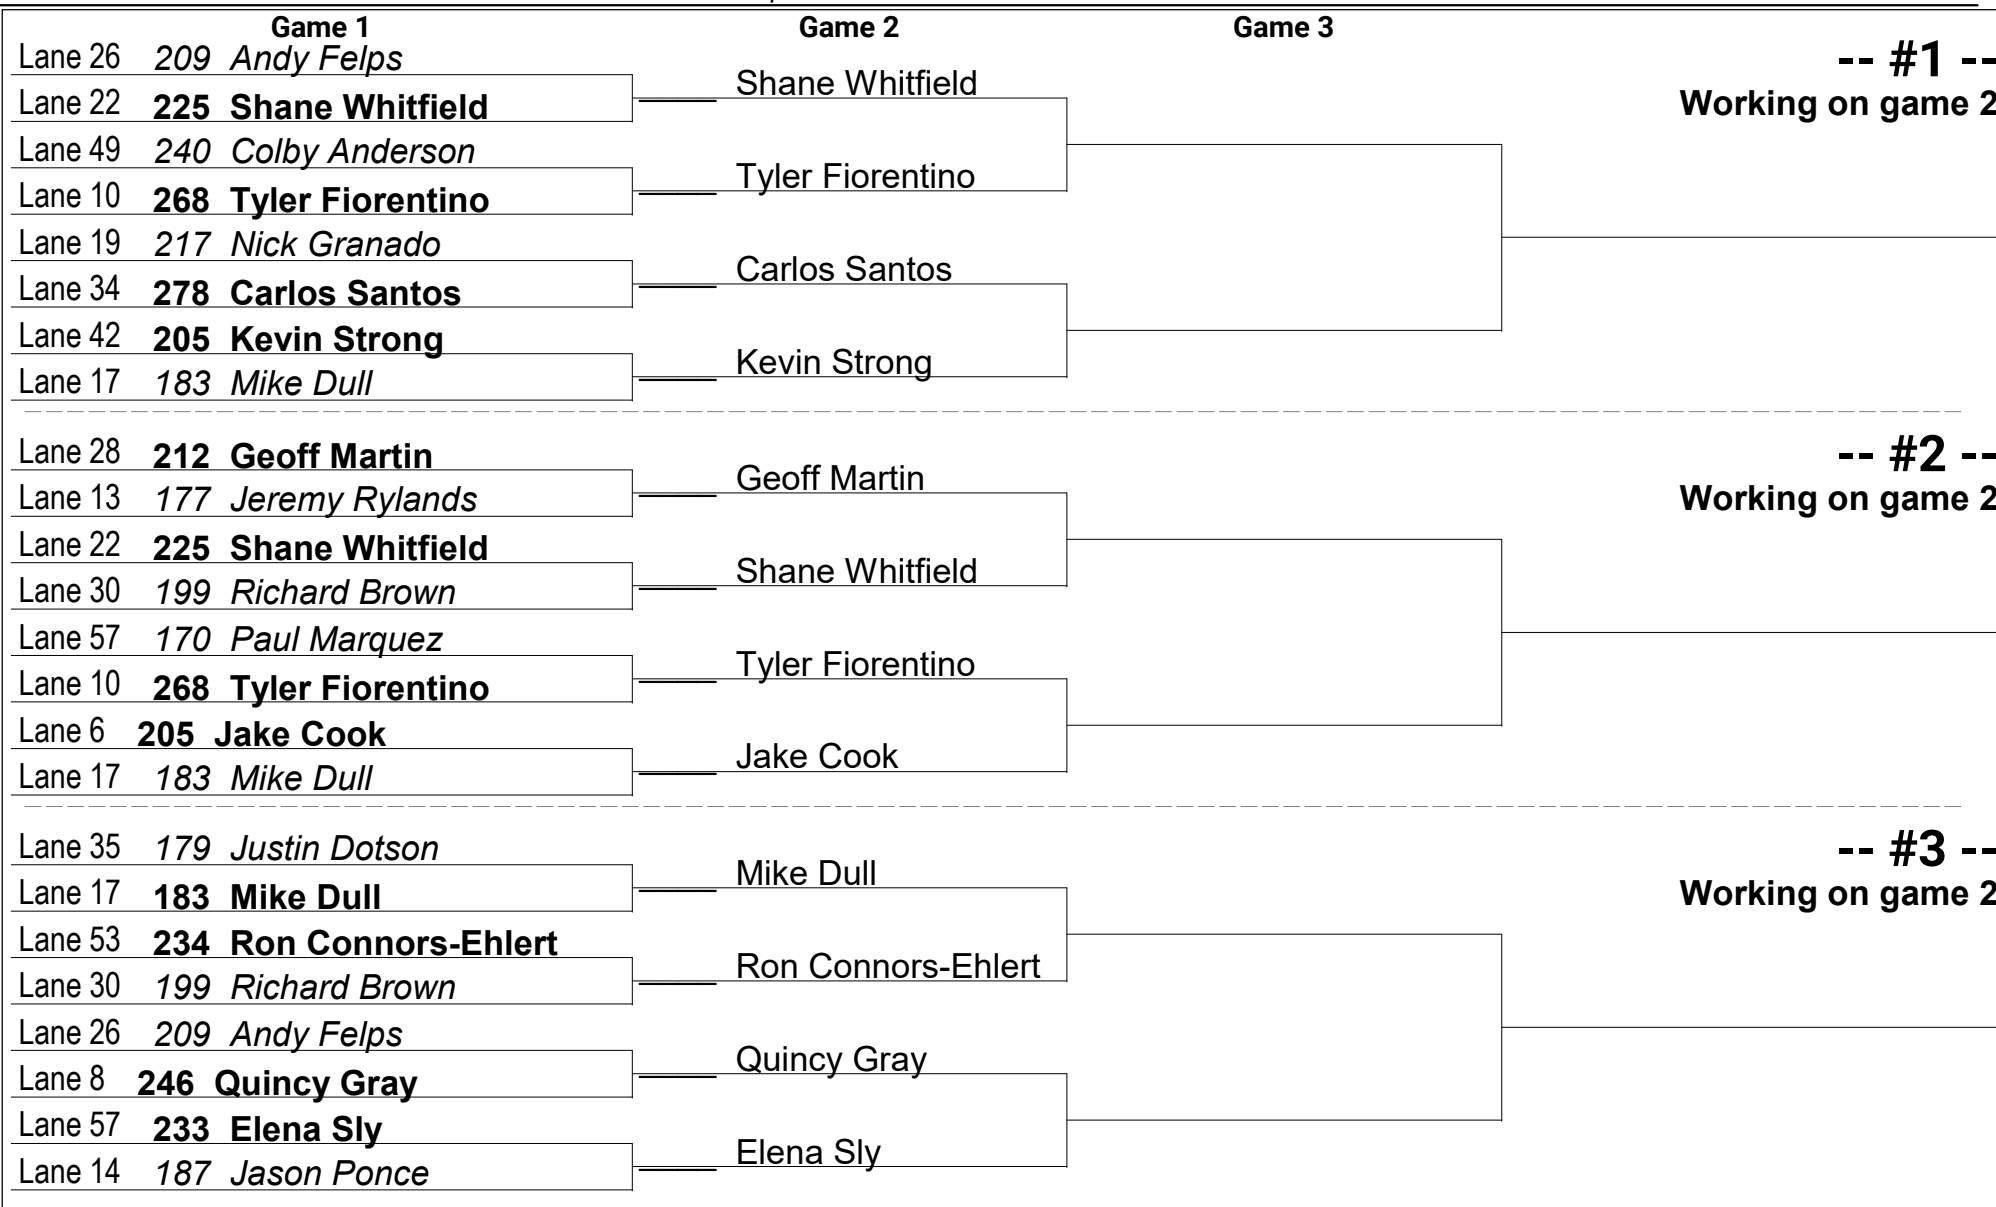 Game 1 Game 2 Game 3
Lane 26 209 Andy Felps
-- #1 --
Shane Whitfield
Lane 22 225 Shane Whitfield
Working on game 2
Lane 49 240 Colby Anderson
Tyler Fiorentino
Lane 10 268 Tyler Fiorentino
Lane 19 217 Nick Granado
Carlos Santos
Lane 34 278 Carlos Santos
Lane 42 205 Kevin Strong
Kevin Strong
Lane 17 183 Mike Dull
Lane 28 212 Geoff Martin
-- #2 --
Geoff Martin
Lane 13 177 Jeremy Rylands
Working on game 2
Lane 22 225 Shane Whitfield
Shane Whitfield
Lane 30 199 Richard Brown
Lane 57 170 Paul Marquez
Tyler Fiorentino
Lane 10 268 Tyler Fiorentino
Lane 6 205 Jake Cook
Jake Cook
Lane 17 183 Mike Dull
Lane 35 179 Justin Dotson
-- #3 --
Mike Dull
Lane 17 183 Mike Dull
Working on game 2
Lane 53 234 Ron Connors-Ehlert
Ron Connors-Ehlert
Lane 30 199 Richard Brown
Lane 26 209 Andy Felps
Quincy Gray
Lane 8 246 Quincy Gray
Lane 57 233 Elena Sly
Elena Sly
Lane 14 187 Jason Ponce